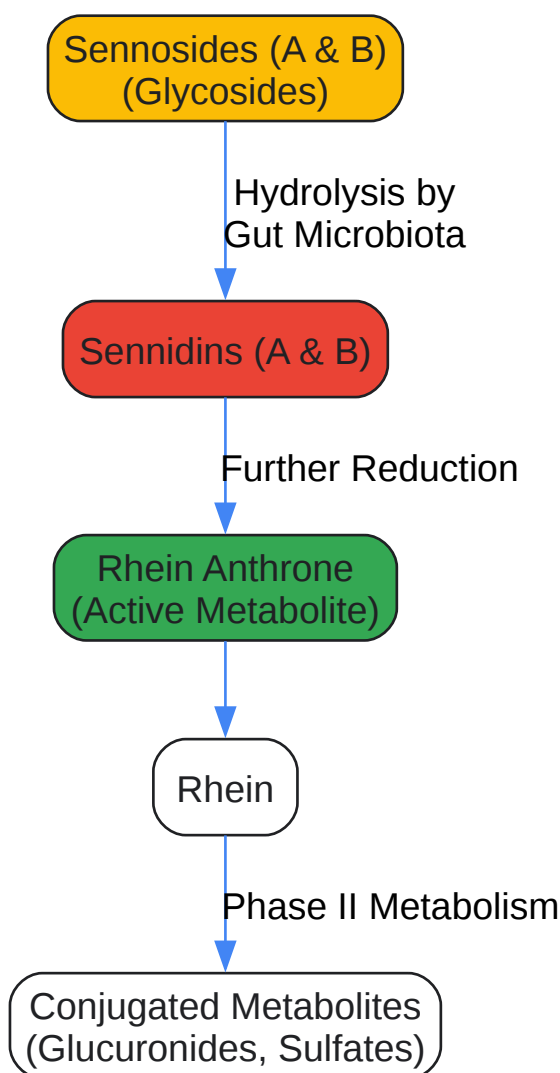 Sennosides (A & B)
(Glycosides)
Hydrolysis by
Gut Microbiota
Sennidins (A & B)
Further Reduction
Rhein Anthrone
(Active Metabolite)
Rhein
Phase II Metabolism
Conjugated Metabolites
(Glucuronides, Sulfates)